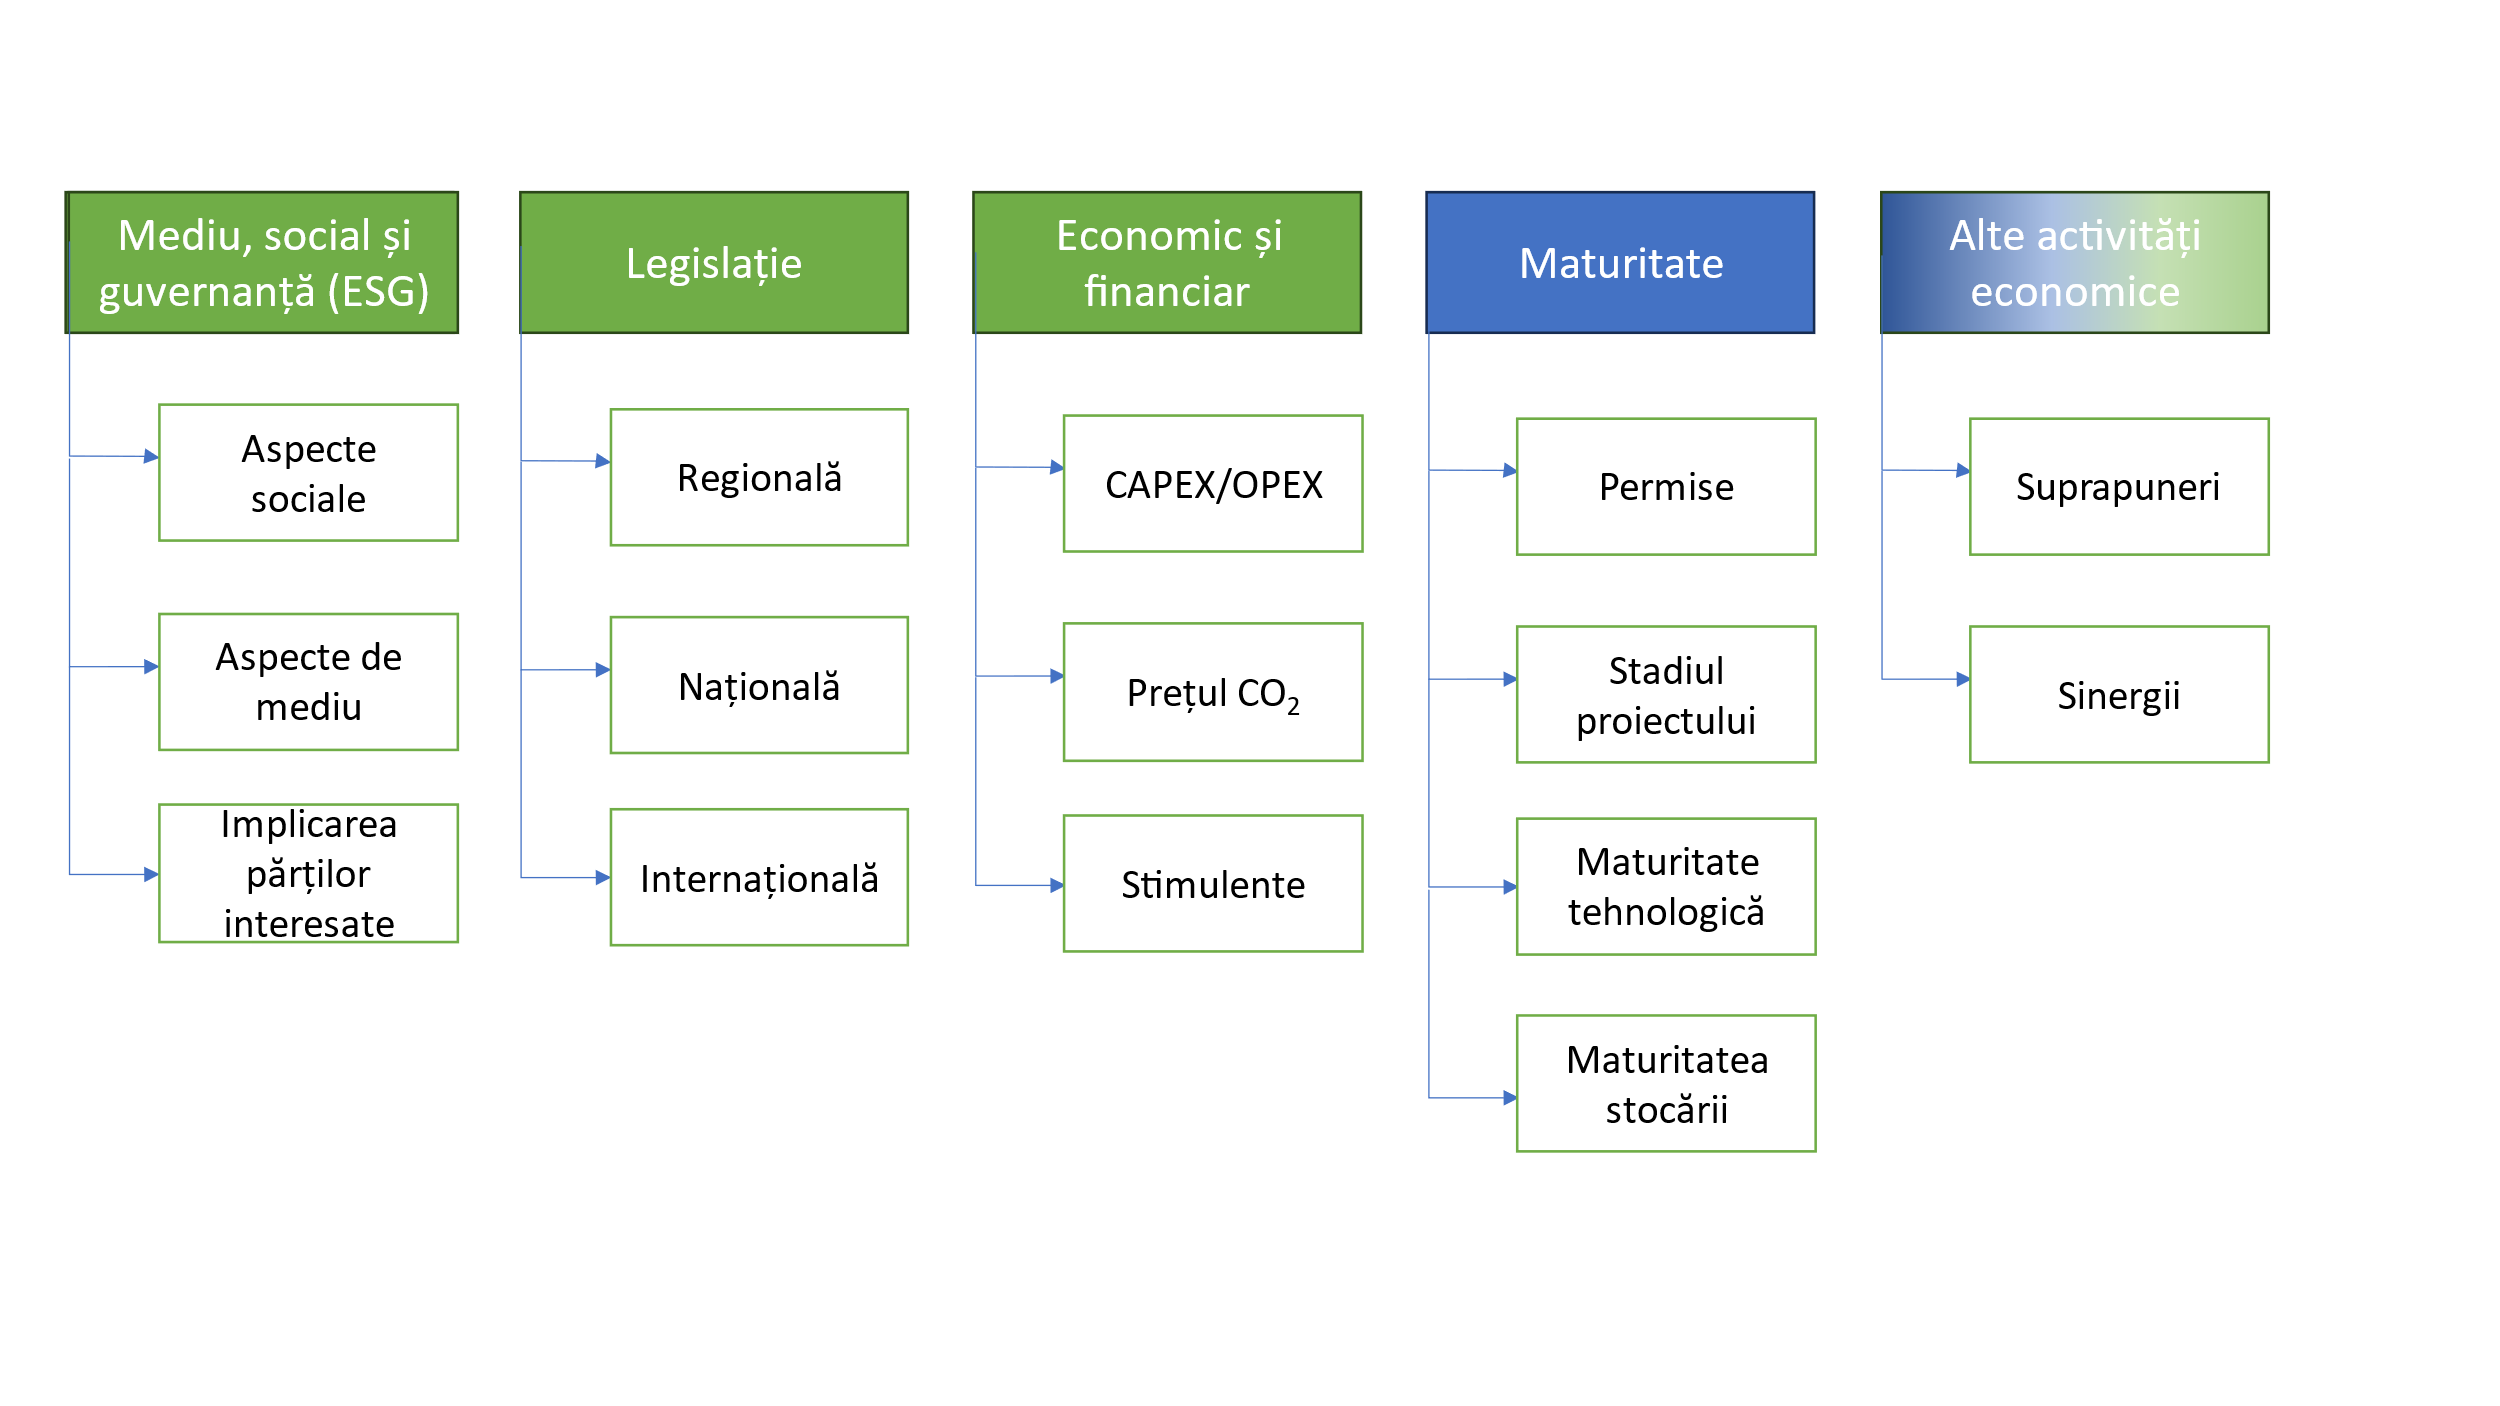 Mediu, social și
guvernanță (ESG)
Aspecte
sociale
Aspecte de
mediu
Implicarea
părților
interesate
Legislație
Regională
Națională
Internațională
Economic și
financiar
CAPEX/OPEX
Prețul CO₂
Stimulente
Maturitate
Permise
Stadiul
proiectului
Maturitate
tehnologică
Maturitatea
stocării
Alte activități
economice
Suprapuneri
Sinergii